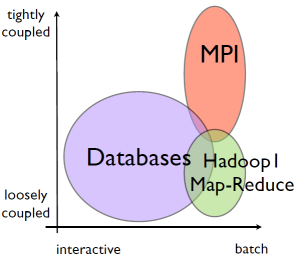 tightly
coupled
MPI
Databases
Hadoop1
Map-Reduce
loosely
coupled
interactive
batch